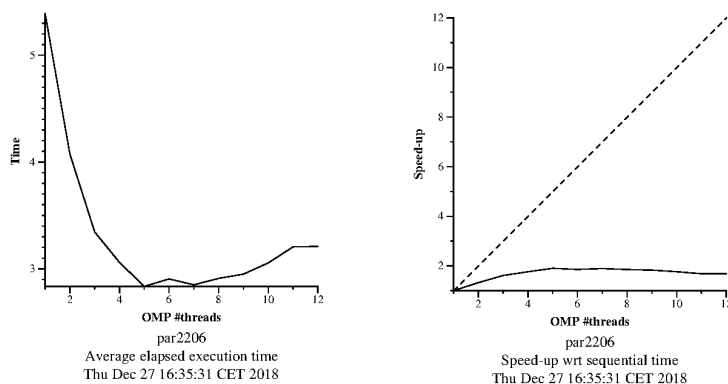 5
4
3
Time
2
4
6
8
10
12
OMP #threads
par2206
Average elapsed execution time
Thu Dec 27 16:35:31 CET 2018
12
10
8
6
4
2
Speed-up
2
4
6
8
10
12
OMP #threads
par2206
Speed-up wrt sequential time
Thu Dec 27 16:35:31 CET 2018